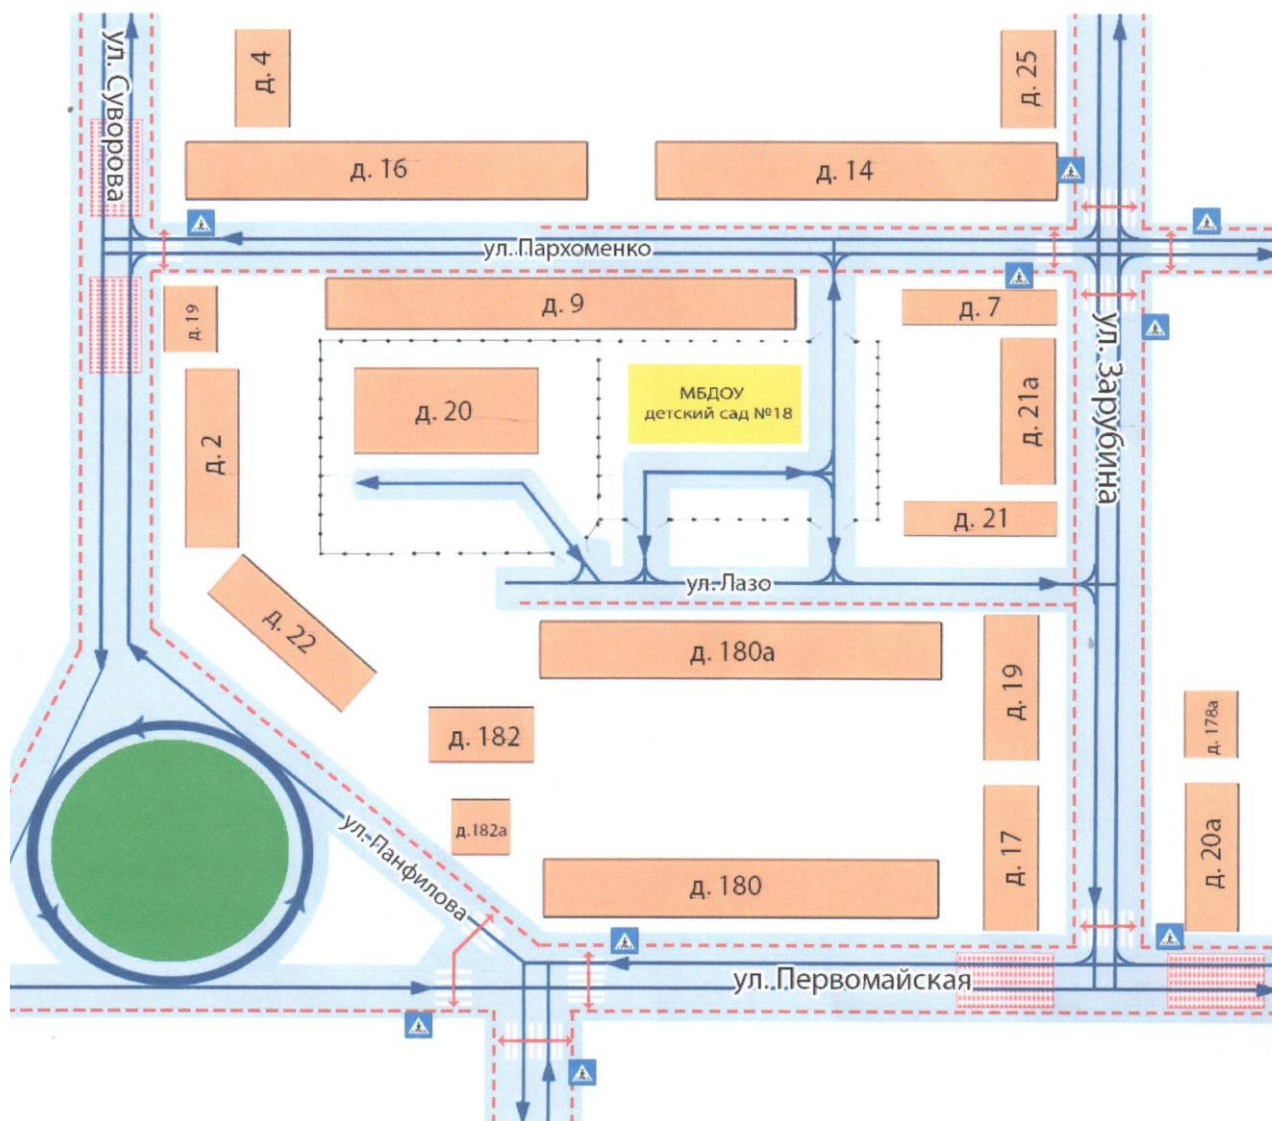 ул. Суворова
д. 4
д. 25
д. 16
д. 14
ул. Пархоменко
д. 19
д. 9
д. 7
ул. Зарубина
д. 2
д. 20
МБДОУ
детский сад №18
д. 21а
д. 21
ул. Лазо
д. 22
д. 180а
д. 19
д. 182
д. 178а
д.182а
ул. Панфилова
д. 180
д. 17
д. 20а
ул. Первомайская